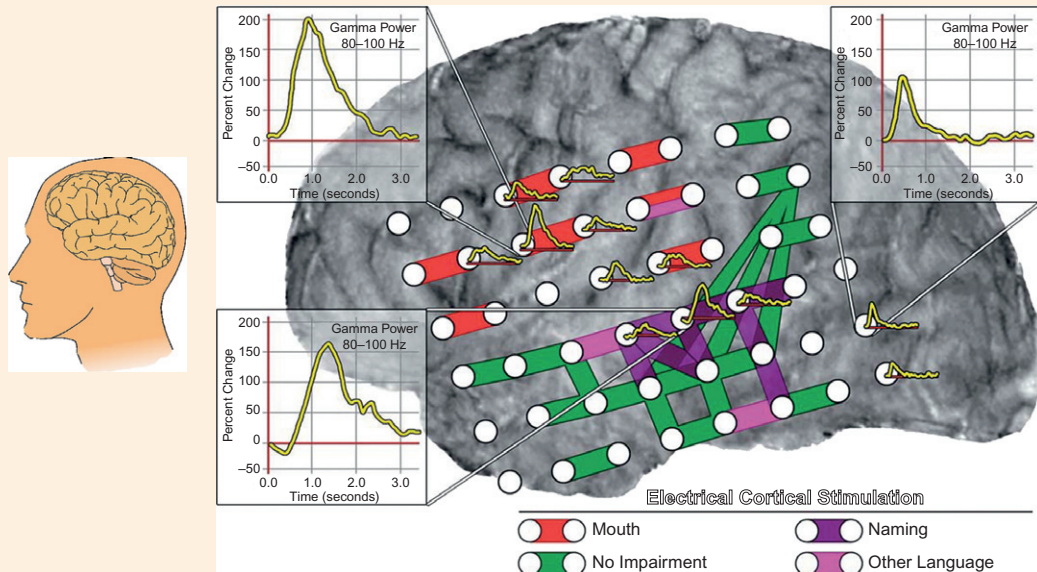 200
150
100
50
0
−50
Percent Change
Gamma Power
80–100 Hz
0.0 1.0 2.0 3.0
Time (seconds)
200
150
100
50
0
−50
Percent Change
Gamma Power
80–100 Hz
0.0 1.0 2.0 3.0
Time (seconds)
200
150
100
50
0
−50
Percent Change
Gamma Power
80–100 Hz
0.0 1.0 2.0 3.0
Time (seconds)
Electrical Cortical Stimulation
Mouth
Naming
No Impairment
Other Language